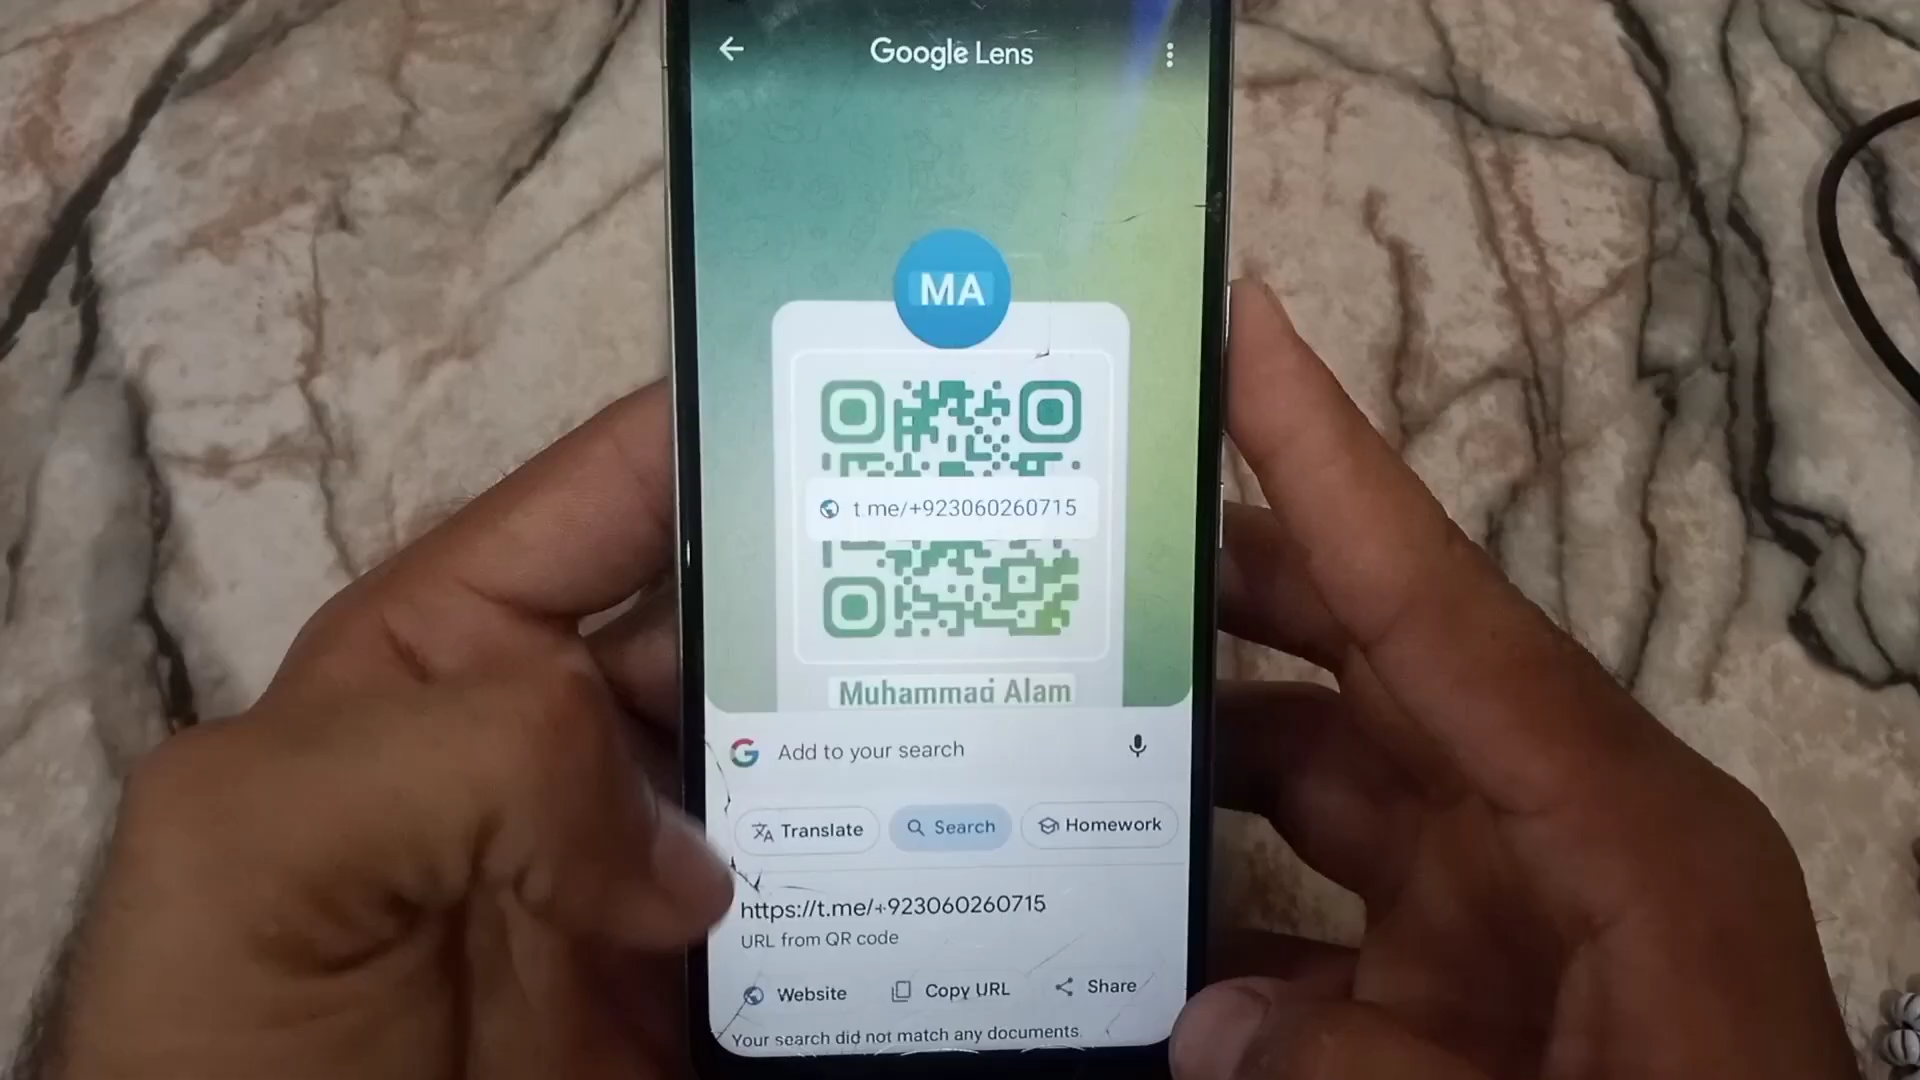 Google Lens
MA
t.me/+923060260715
Muhammad Alam
Add to your search
Translate
Search
Homework
https://t.me/+923060260715
URL from QR code
Website
Copy URL
Share
Your search did not match any documents.